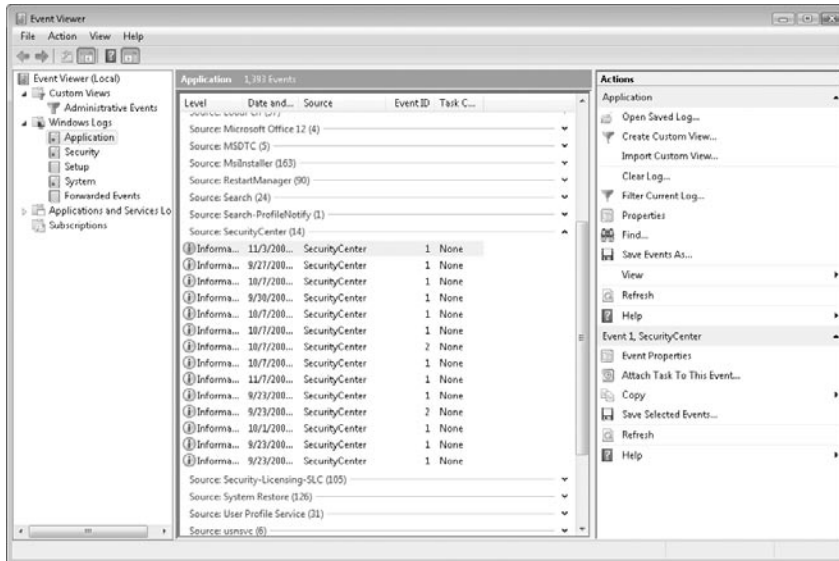 Event Viewer
File Action View Help
Event Viewer (Local)
Custom Views
Administrative Events
Windows Logs
Application
Security
Setup
System
Forwarded Events
Applications and Services Lo
Subscriptions
Application 1,393 Events
Level Date and... Source Event ID Task C...
Source: Microsoft Office 12 (4)
Source: MSDTC (5)
Source: MsiInstaller (163)
Source: RestartManager (90)
Source: Search (24)
Source: Search-ProfileNotify (1)
Source: SecurityCenter (14)
Informa... 11/3/200... SecurityCenter 1 None
Informa... 9/27/200... SecurityCenter 1 None
Informa... 10/7/200... SecurityCenter 1 None
Informa... 9/30/200... SecurityCenter 1 None
Informa... 10/7/200... SecurityCenter 1 None
Informa... 10/7/200... SecurityCenter 1 None
Informa... 10/7/200... SecurityCenter 2 None
Informa... 10/7/200... SecurityCenter 1 None
Informa... 11/7/200... SecurityCenter 1 None
Informa... 9/23/200... SecurityCenter 1 None
Informa... 9/23/200... SecurityCenter 2 None
Informa... 10/1/200... SecurityCenter 1 None
Informa... 9/23/200... SecurityCenter 1 None
Informa... 9/23/200... SecurityCenter 1 None
Source: Security-Licensing-SLC (105)
Source: System Restore (126)
Source: User Profile Service (31)
Source: usnsvc (6)
Actions
Application
Open Saved Log...
Create Custom View...
Import Custom View...
Clear Log...
Filter Current Log...
Properties
Find...
Save Events As...
View
Refresh
Help
Event 1, SecurityCenter
Event Properties
Attach Task To This Event...
Copy
Save Selected Events...
Refresh
Help